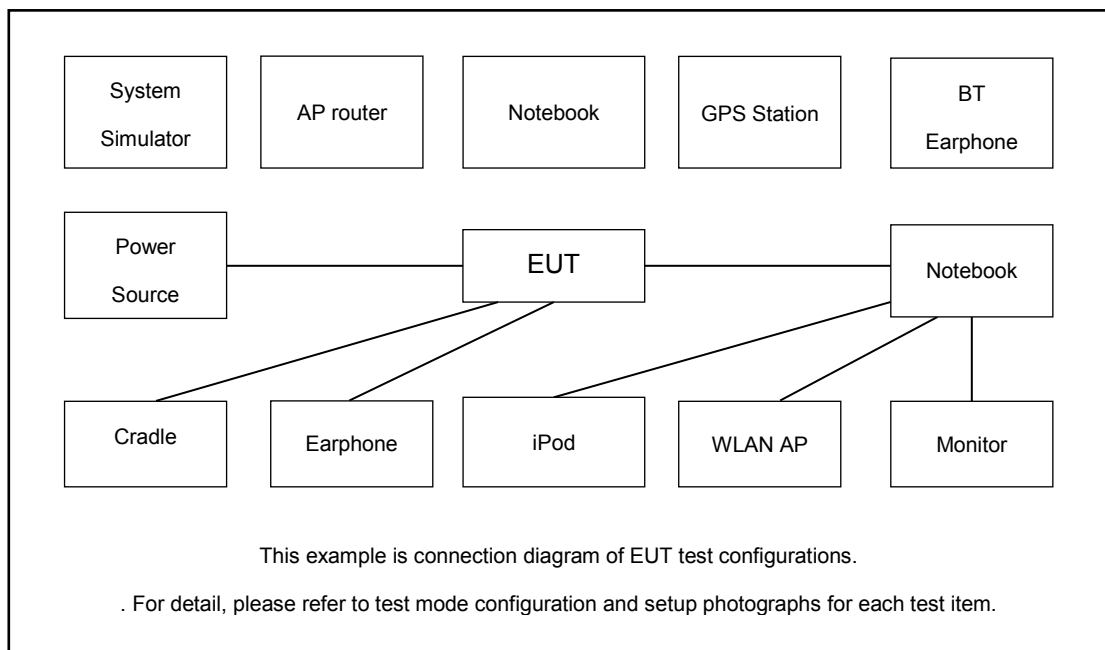 System
Simulator
AP router
Notebook
GPS Station
BT
Earphone
Power
Source
EUT
Notebook
Cradle
Earphone
iPod
WLAN AP
Monitor
This example is connection diagram of EUT test configurations.
. For detail, please refer to test mode configuration and setup photographs for each test item.